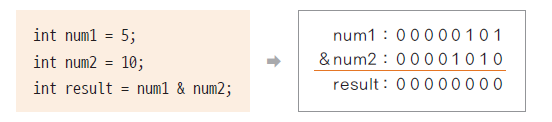 int num1 = 5;
int num2 = 10;
int result = num1 & num2;
num1 : 0 0 0 0 0 1 0 1
& num2 : 0 0 0 0 1 0 1 0
result : 0 0 0 0 0 0 0 0